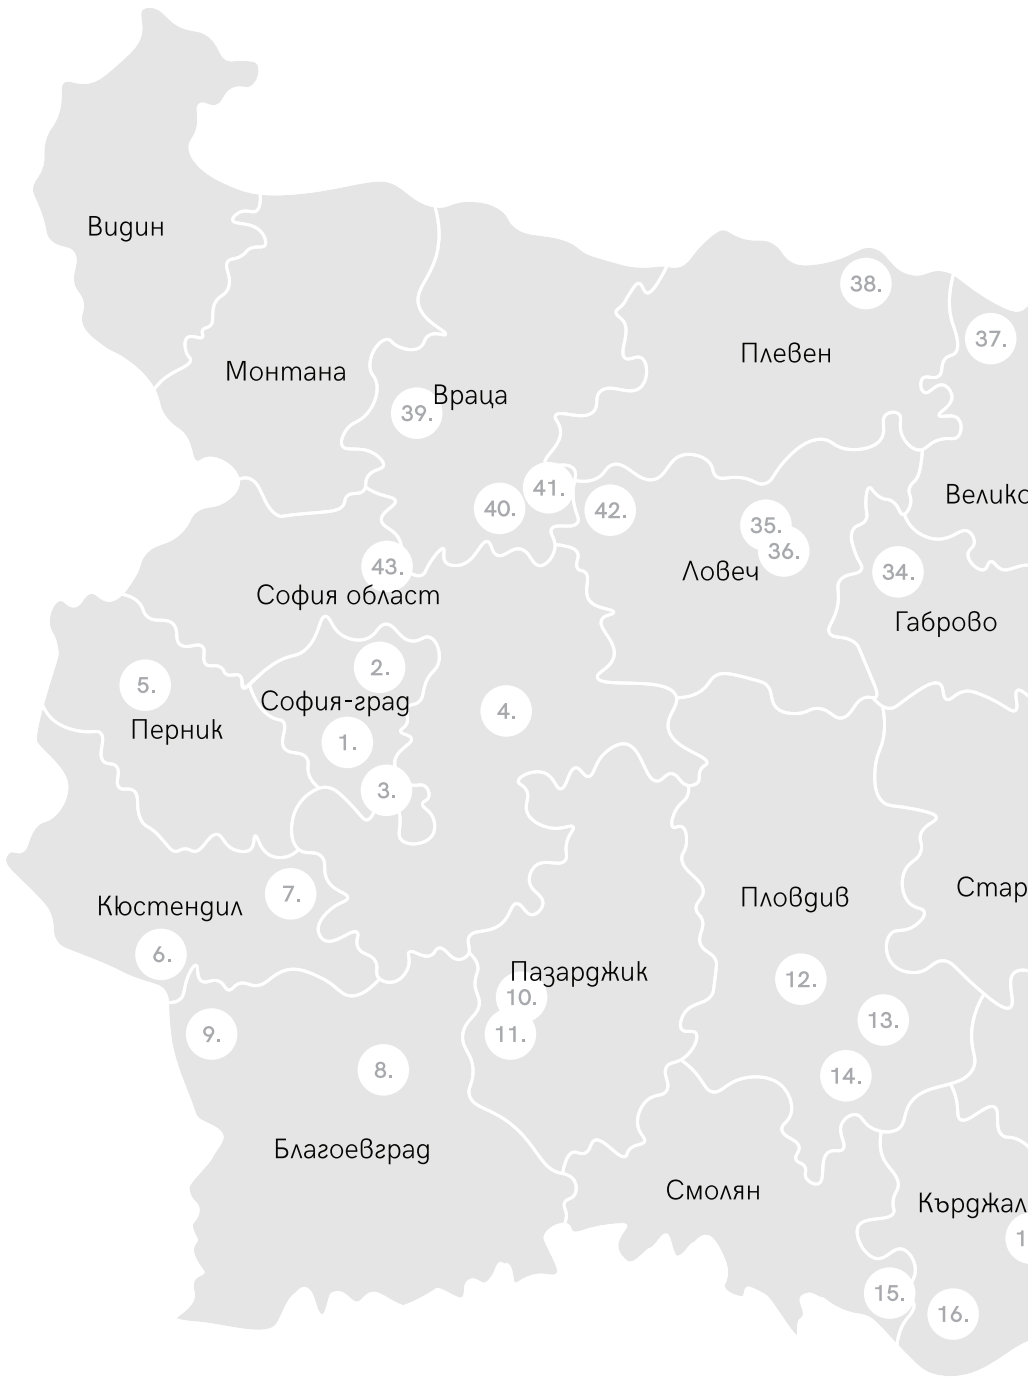 Видин
38.
37.
Плевен
Монтана
Враца
39.
41.
Велико
40.
42.
35.
36.
43.
Ловеч
34.
София област
Габрово
2.
5.
София-град
4.
Перник
1.
3.
7.
Стар
Пловдив
Кюстендил
6.
Пазарджик
12.
10.
13.
9.
11.
8.
14.
Благоевград
Смолян
Кърджал
1
15.
16.